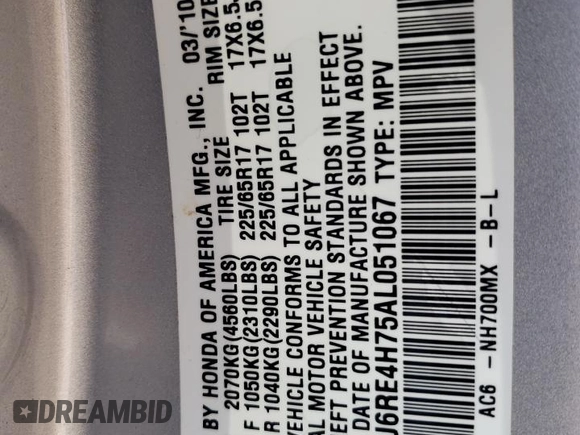 BY HONDA OF AMERICA MFG., INC. 03/'10
2070KG(4560LBS) TIRE SIZE RIM SIZE
F 1050KG(2310LBS) 225/65R17 102T 17X6.5
R 1040KG(2290LBS) 225/65R17 102T 17X6.5
VEHICLE CONFORMS TO ALL APPLICABLE
MOTOR VEHICLE SAFETY
PREVENTION STANDARDS IN EFFECT
DATE OF MANUFACTURE SHOWN ABOVE.
J6RE4H75AL051067 TYPE: MPV
AC6 -NH700MX -B-L
DREAMBID